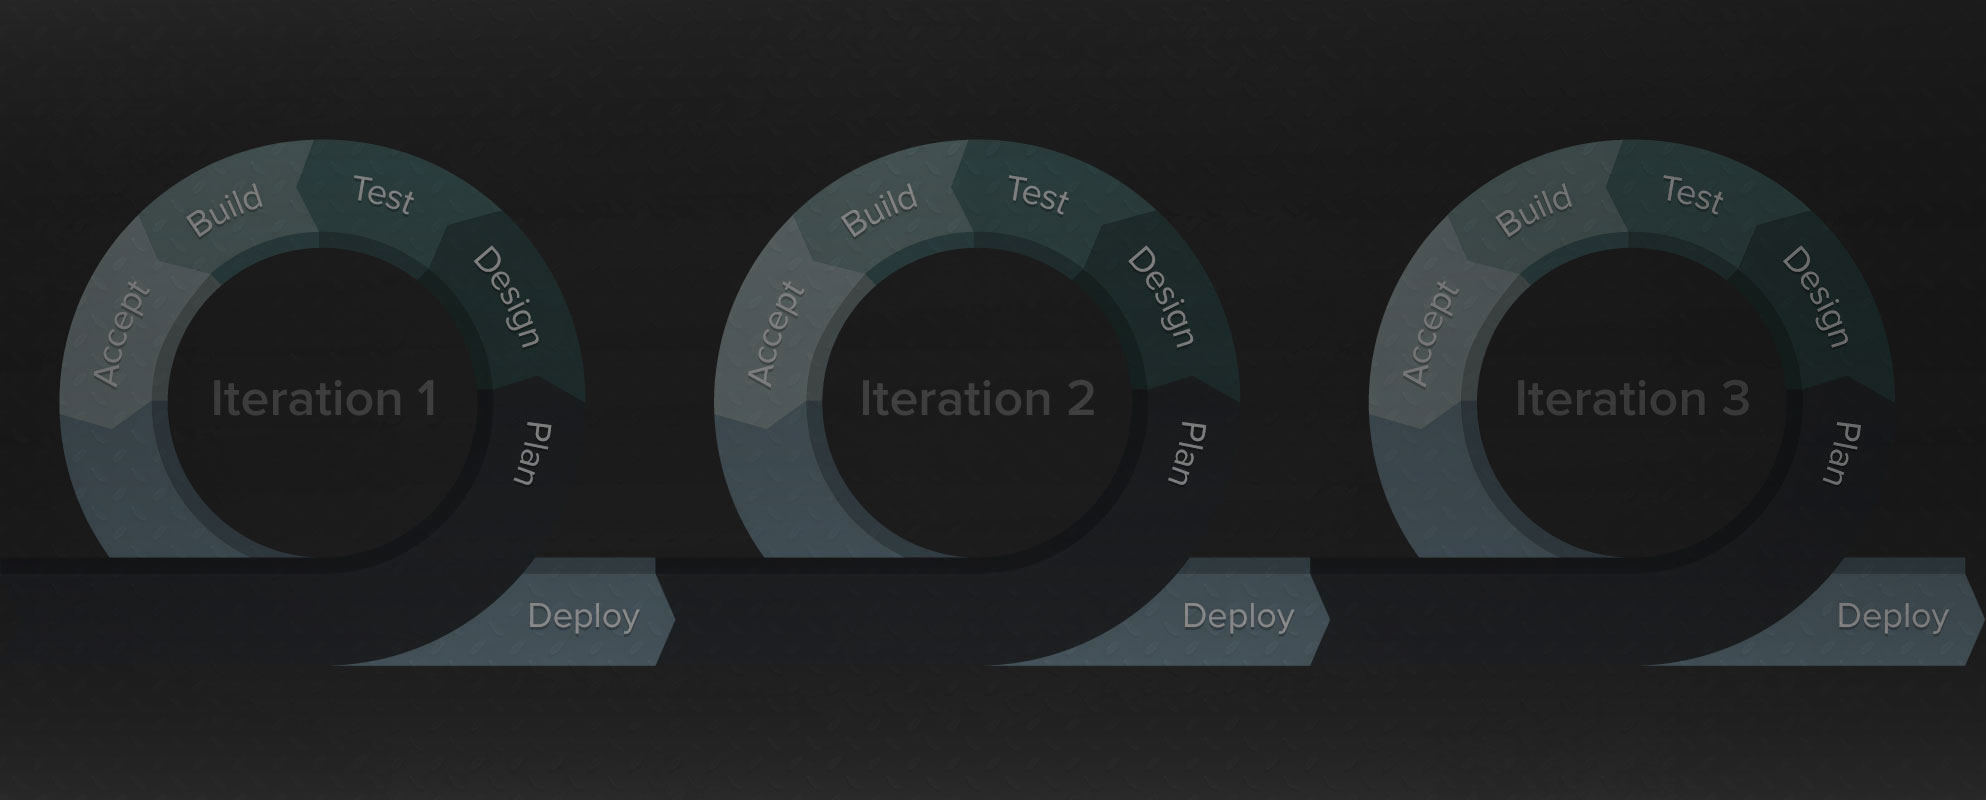 Build
Test
Design
Accept
Iteration 1
Plan
Deploy
Build
Test
Design
Accept
Iteration 2
Plan
Deploy
Build
Test
Design
Accept
Iteration 3
Plan
Deploy